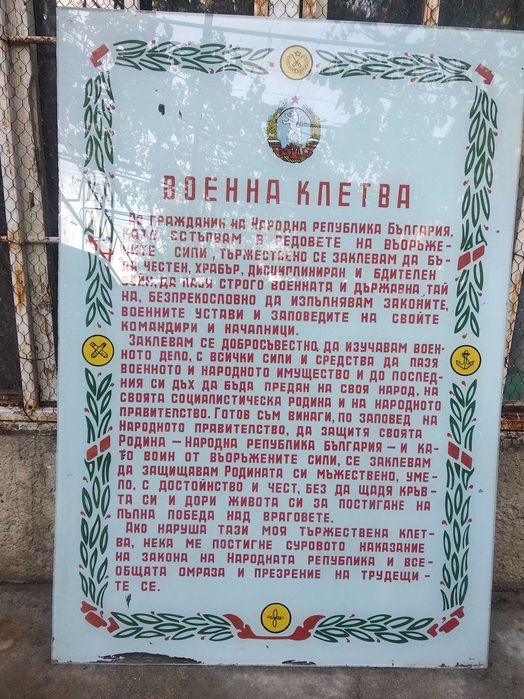 ВОЕННА КЛЕТВА
Аз гражданин на Народна Република България,
като встъпвам в редовете на въоръже-
ните сили, тържествено се заклевам да бъ-
да честен, храбър, дисциплиниран и бдителен
воин, да пазя строго военната и държавна тай
на, безпрекословно да изпълнявам законите,
военните устави и заповедите на своите
командири и началници.
Заклевам се добросъвестно, да изучавам воен-
ното дело, с всички сили и средства да пазя
военното и народното имущество и до послед-
ния си дъх да бъда предан на своя народ, на
своята социалистическа родина и на народното
правителство. Готов съм винаги, по заповед на
Народното правителство, да защитя своята
Родина – Народна Република България – и ка-
то воин от въоръжените сили, се заклевам
да защищавам Родината си мъжествено, уме-
ло, с достойнство и чест, без да щадя кръв-
та си и дори живота си за постигане на
пълна победа над враговете.
Ако наруша тази моя тържествена клет-
ва, нека ме постигне суровото наказание
на закона на Народната република и все-
общата омраза и презрение на трудещи-
те се.